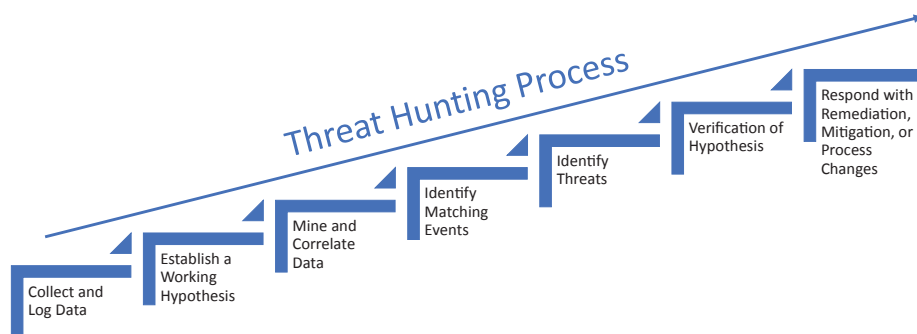 Threat Hunting Process
Collect and
Log Data
Establish a
Working
Hypothesis
Mine and
Correlate
Data
Identify
Matching
Events
Identify
Threats
Verification of
Hypothesis
Respond with
Remediation,
Mitigation, or
Process
Changes